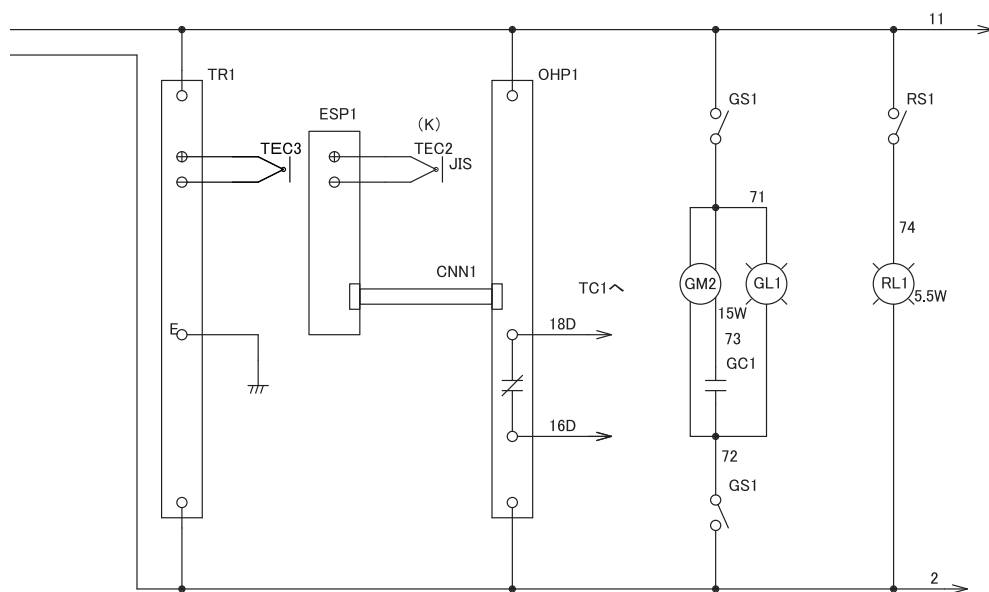 11
TR1
OHP1
ESP1
(K)
GS1
RS1
TEC3
TEC2
JIS
71
74
CNN1
TC1へ
GM2
GL1
RL1
5.5W
15W
18D
73
E
GC1
16D
72
GS1
2